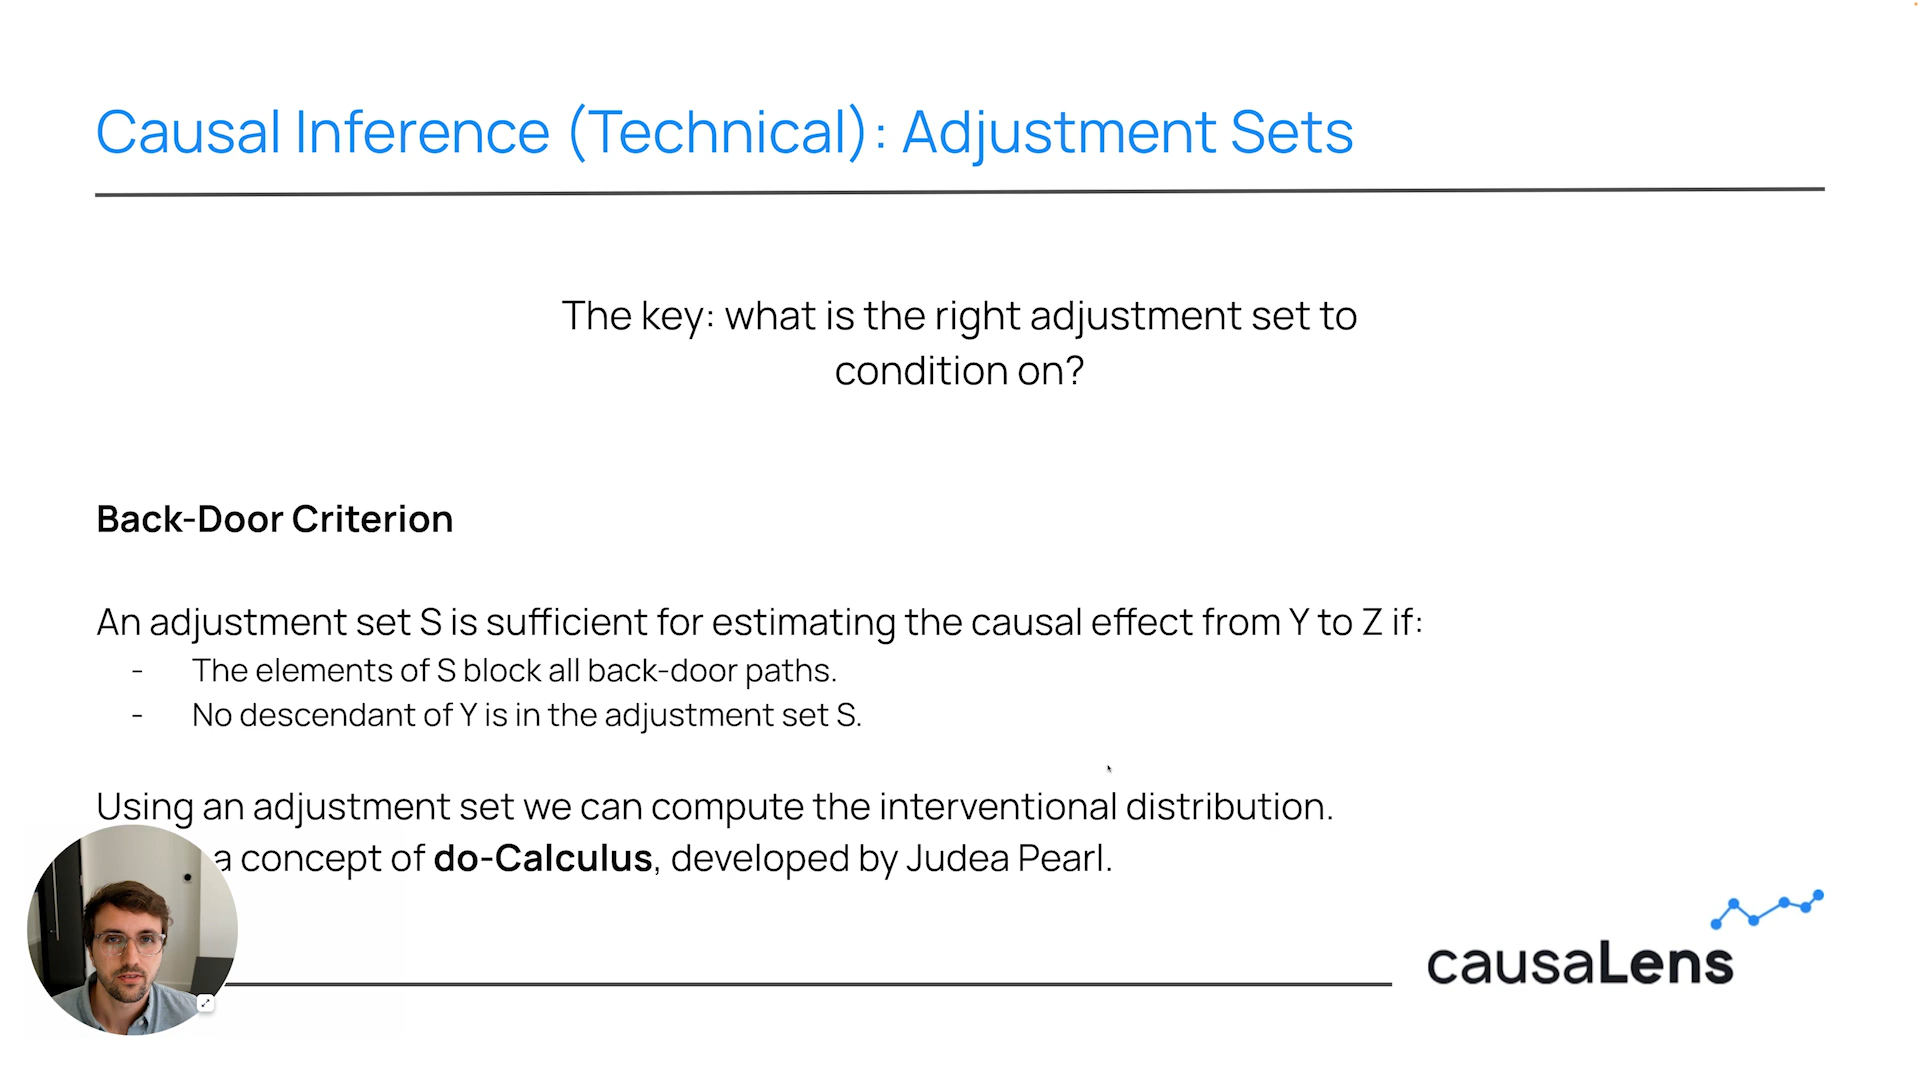 Causal Inference (Technical): Adjustment Sets
The key: what is the right adjustment set to
condition on?
Back-Door Criterion
An adjustment set S is sufficient for estimating the causal effect from Y to Z if:
- The elements of S block all back-door paths.
- No descendant of Y is in the adjustment set S.
Using an adjustment set we can compute the interventional distribution.
a concept of do-Calculus, developed by Judea Pearl.
causaLens